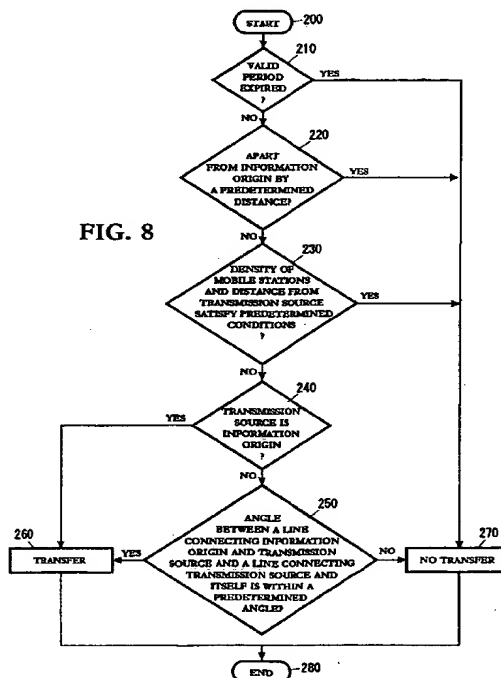 200
START
210
VALID
PERIOD
EXPIRED
?
YES
NO
220
APART
FROM INFORMATION
ORIGIN BY
A PREDETERMINED
DISTANCE?
YES
NO
FIG. 8
230
DENSITY OF
MOBILE STATIONS
AND DISTANCE FROM
TRANSMISSION SOURCE
SATISFY PREDETERMINED
CONDITIONS
?
YES
NO
240
YES
TRANSMISSION
SOURCE IS
INFORMATION
ORIGIN
?
NO
250
ANGLE
BETWEEN A LINE
CONNECTING INFORMATION
ORIGIN AND TRANSMISSION
SOURCE AND A LINE CONNECTING
TRANSMISSION SOURCE AND
ITSELF IS WITHIN A
PREDETERMINED
ANGLE?
260
TRANSFER
YES
NO
270
NO TRANSFER
END
280